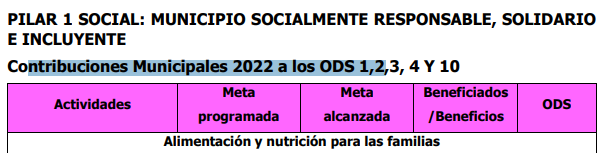 PILAR 1 SOCIAL: MUNICIPIO SOCIALMENTE RESPONSABLE, SOLIDARIO
E INCLUYENTE
Contribuciones Municipales 2022 a los ODS 1,2,3, 4 Y 10
Actividades
Meta
programada
Meta
alcanzada
Beneficiados
/Beneficios
ODS
Alimentación y nutrición para las familias